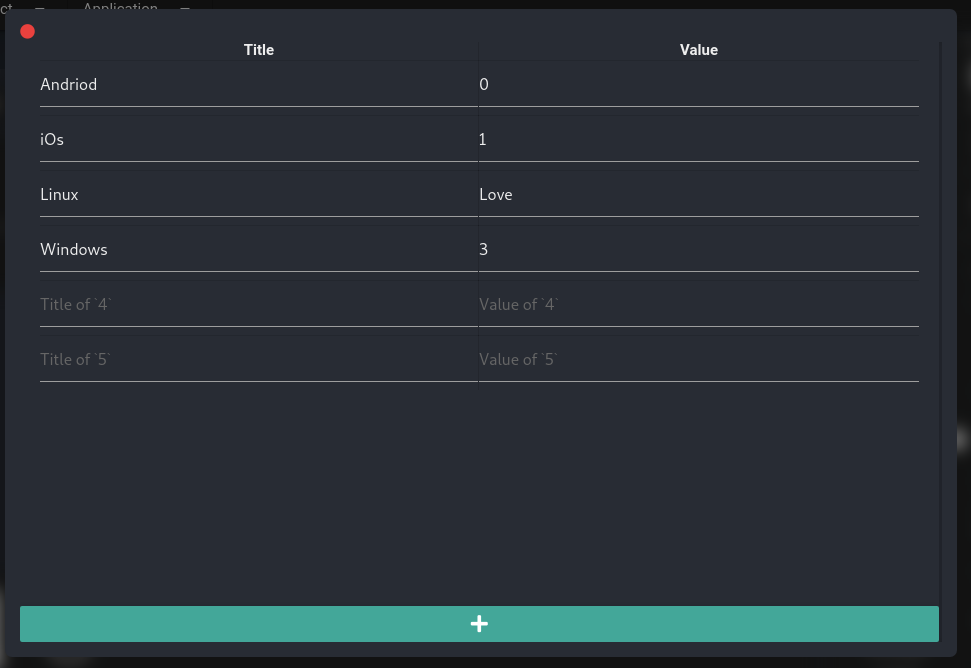 Application
Title Value
Andriod 0
iOs 1
Linux Love
Windows 3
Title of `4` Value of `4`
Title of `5` Value of `5`